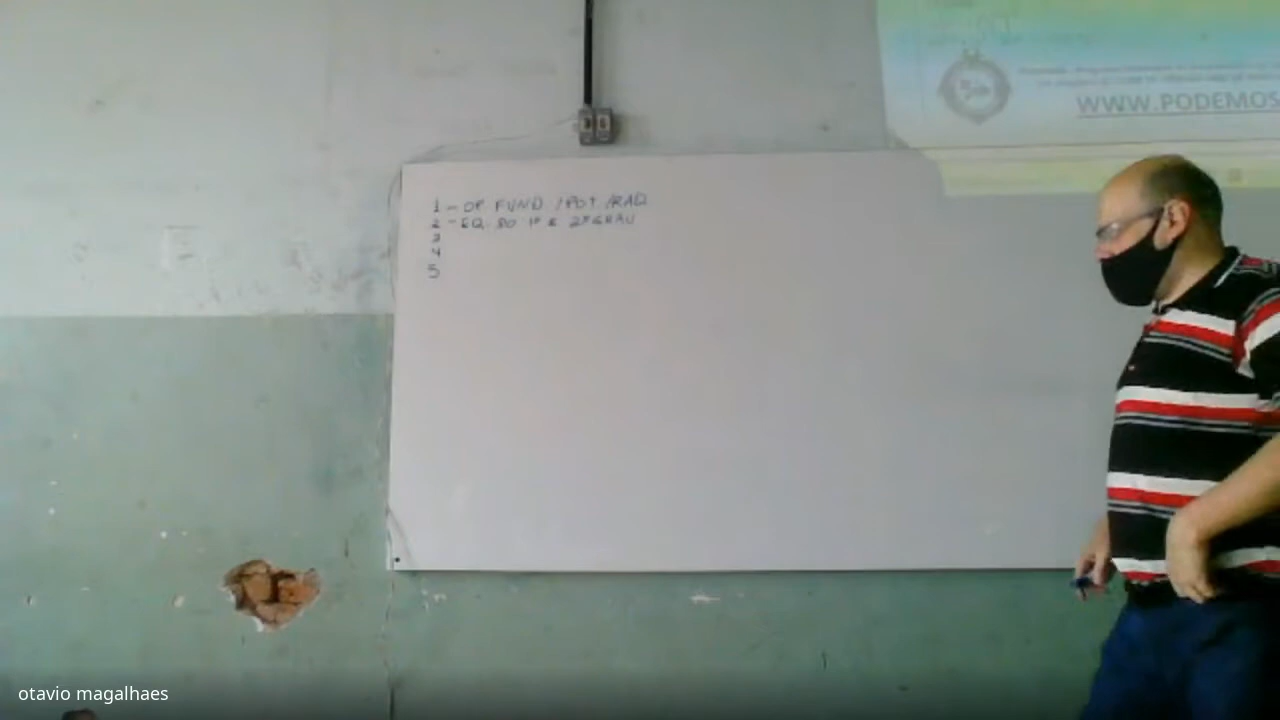 WWW.PODEMOS
1 - OP FUND / POT / RAD
2 - EQ. DO 1º E 2º GRAU
3
4
5
otavio magalhaes